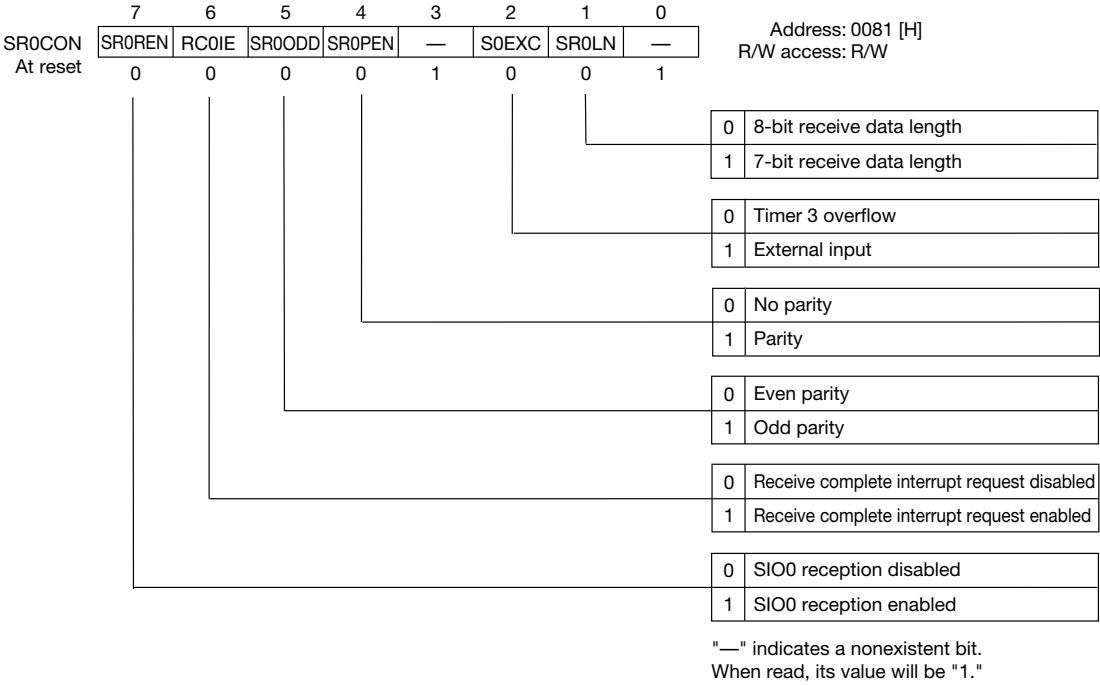 7 6 5 4 3 2 1 0
SR0CON SR0REN RC0IE SR0ODD SR0PEN — S0EXC SR0LN —
At reset 0 0 0 0 1 0 0 1
Address: 0081 [H]
R/W access: R/W
0 8-bit receive data length
1 7-bit receive data length
0 Timer 3 overflow
1 External input
0 No parity
1 Parity
0 Even parity
1 Odd parity
0 Receive complete interrupt request disabled
1 Receive complete interrupt request enabled
0 SIO0 reception disabled
1 SIO0 reception enabled
"—" indicates a nonexistent bit.
When read, its value will be "1."